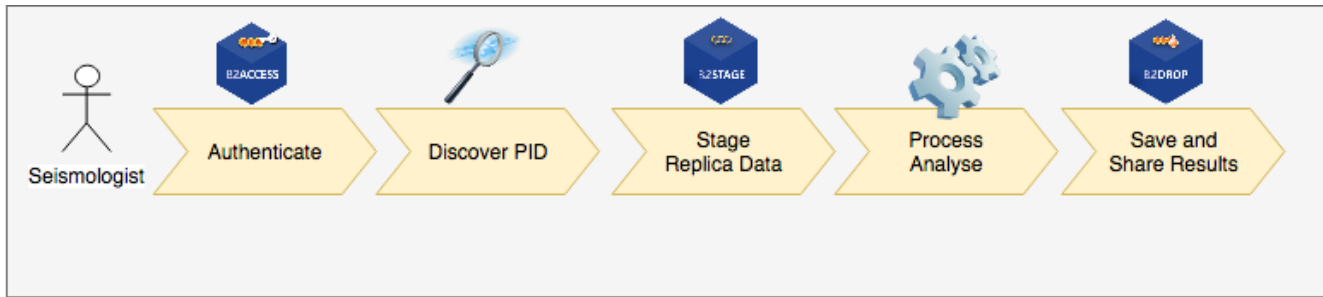 B2ACCESS
B2STAGE
B2DROP
Seismologist
Authenticate
Discover PID
Stage
Replica Data
Process
Analyse
Save and
Share Results